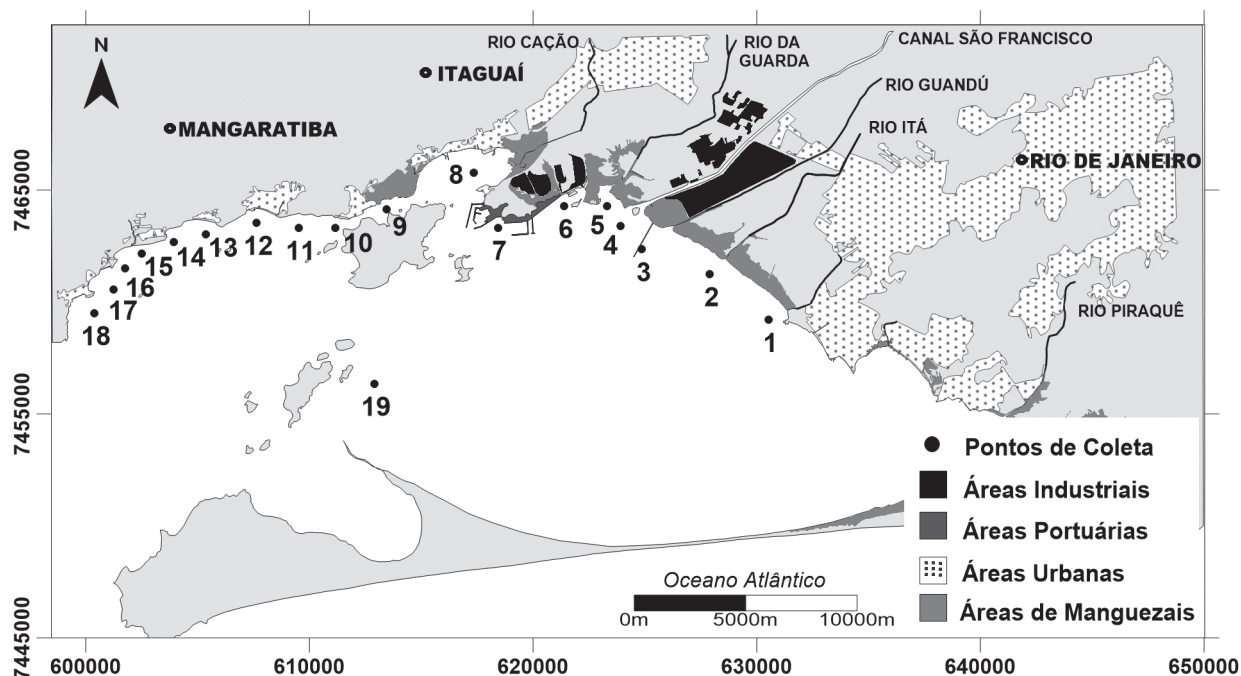 N
RIO CAÇÃO
RIO DA
GUARDA
CANAL SÃO FRANCISCO
ITAGUAÍ
RIO GUANDÚ
MANGARATIBA
RIO ITÁ
RIO DE JANEIRO
7465000
8
9
6
5
4
7
3
10
11
12
13
14
15
16
17
18
2
1
RIO PIRAQUÊ
19
7455000
Pontos de Coleta
Áreas Industriais
Áreas Portuárias
Áreas Urbanas
Áreas de Manguezais
Oceano Atlântico
0m 5000m 10000m
7445000
600000 610000 620000 630000 640000 650000